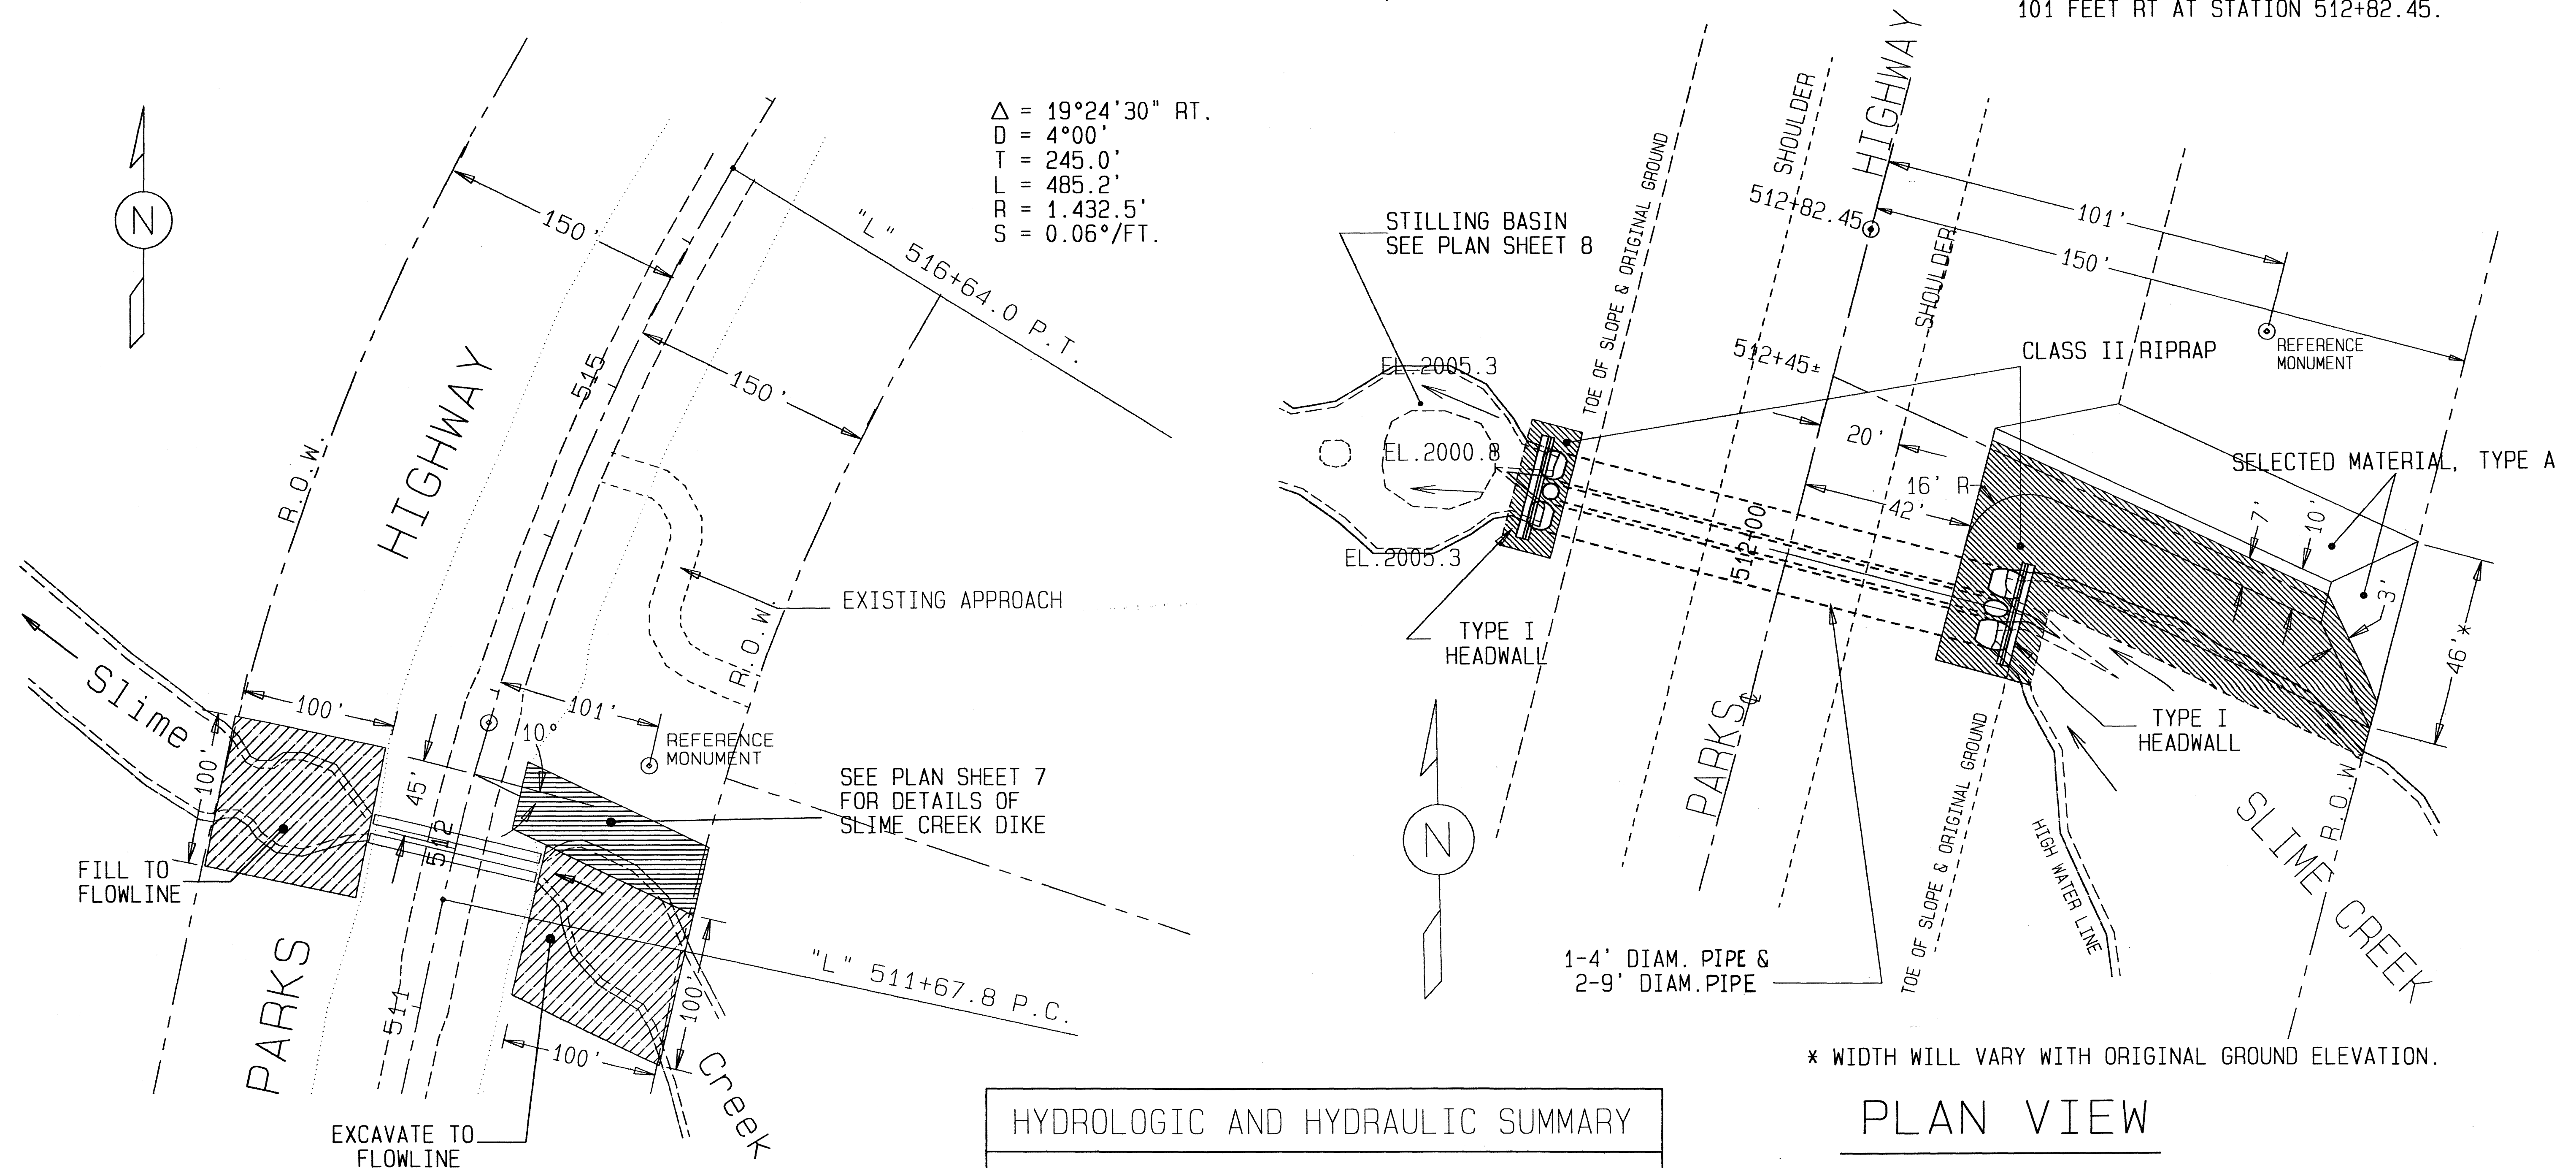 101 FEET RT AT STATION 512+82.45.
Δ = 19°24'30" RT.
D = 4°00'
T = 245.0'
L = 485.2'
R = 1.432.5'
S = 0.06°/FT.
N
150'
"L" 516+64.0 P.T.
150'
515
HIGHWAY
R.O.W.
EXISTING APPROACH
R.O.W.
Slime
100'
101'
10°
REFERENCE
MONUMENT
100'
45'
512
SEE PLAN SHEET 7
FOR DETAILS OF
SLIME CREEK DIKE
FILL TO
FLOWLINE
PARKS
511
"L" 511+67.8 P.C.
100'
100'
Creek
EXCAVATE TO
FLOWLINE
HYDROLOGIC AND HYDRAULIC SUMMARY
HIGHWAY
SHOULDER
TOE OF SLOPE & ORIGINAL GROUND
512+82.45
101'
150'
STILLING BASIN
SEE PLAN SHEET 8
SHOULDER
REFERENCE
MONUMENT
512+45±
CLASS II RIPRAP
EL.2005.3
20'
EL.2000.8
SELECTED MATERIAL, TYPE A
16' R
42'
7'
10'
512+00
EL.2005.3
3'
46'*
TYPE I
HEADWALL
TYPE I
HEADWALL
℄
PARKS
N
TOE OF SLOPE & ORIGINAL GROUND
HIGH WATER LINE
R.O.W.
SLIME CREEK
1-4' DIAM. PIPE &
2-9' DIAM.PIPE
* WIDTH WILL VARY WITH ORIGINAL GROUND ELEVATION.
PLAN VIEW